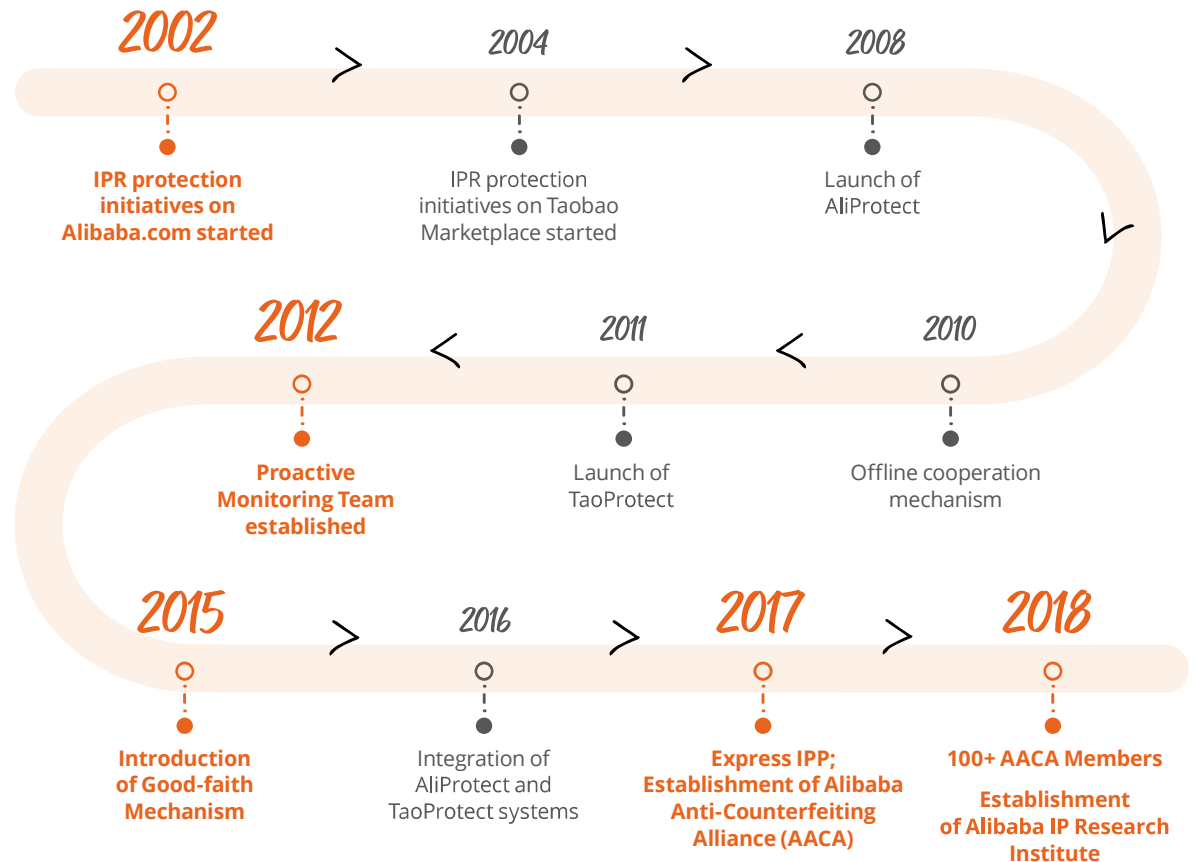 2002
IPR protection
initiatives on
Alibaba.com started
2004
IPR protection
initiatives on Taobao
Marketplace started
2008
Launch of
AliProtect
2010
Offline cooperation
mechanism
2011
Launch of
TaoProtect
2012
Proactive
Monitoring Team
established
2015
Introduction
of Good-faith
Mechanism
2016
Integration of
AliProtect and
TaoProtect systems
2017
Express IPP;
Establishment of Alibaba
Anti-Counterfeiting
Alliance (AACA)
2018
100+ AACA Members
Establishment
of Alibaba IP Research
Institute